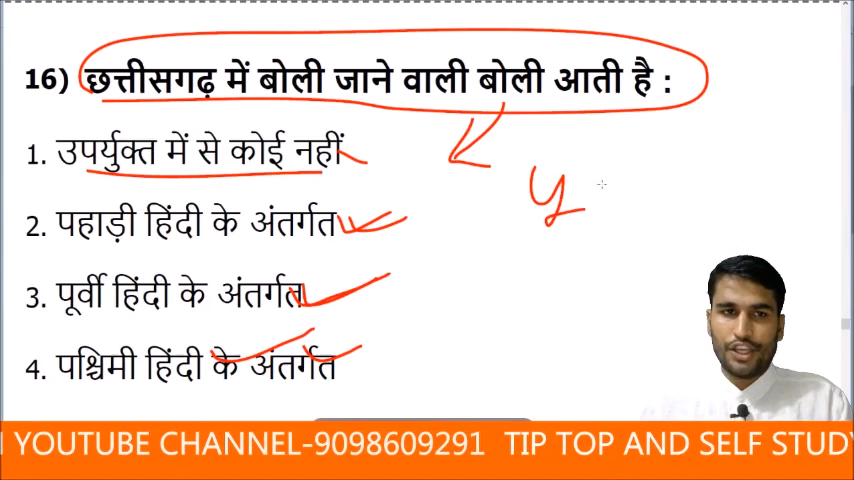 16) छत्तीसगढ़ में बोली जाने वाली बोली आती है :
1. उपर्युक्त में से कोई नहीं
2. पहाड़ी हिंदी के अंतर्गत
3. पूर्वी हिंदी के अंतर्गत
4. पश्चिमी हिंदी के अंतर्गत
YOUTUBE CHANNEL-9098609291 TIP TOP AND SELF STUDY